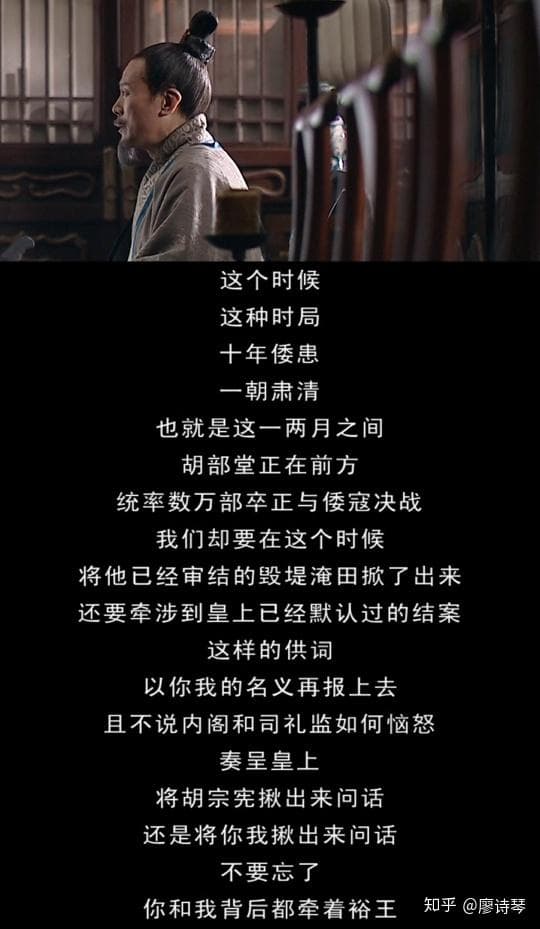 这个时候
这种时局
十年倭患
一朝肃清
也就是这一两月之间
胡部堂正在前方
统率数万部卒正与倭寇决战
我们却要在这个时候
将他已经审结的毁堤淹田掀了出来
还要牵涉到皇上已经默认过的结案
这样的供词
以你我的名义再报上去
且不说内阁和司礼监如何恼怒
奏呈皇上
将胡宗宪揪出来问话
还是将你我揪出来问话
不要忘了
你和我背后都牵着裕王
知乎 @廖诗琴